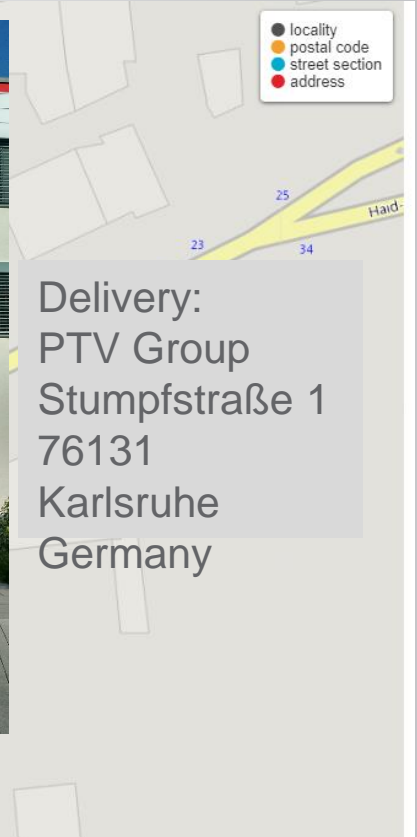 locality
postal code
street section
address
25
Haid-
23
34
Delivery:
PTV Group
Stumpfstraße 1
76131
Karlsruhe
Germany